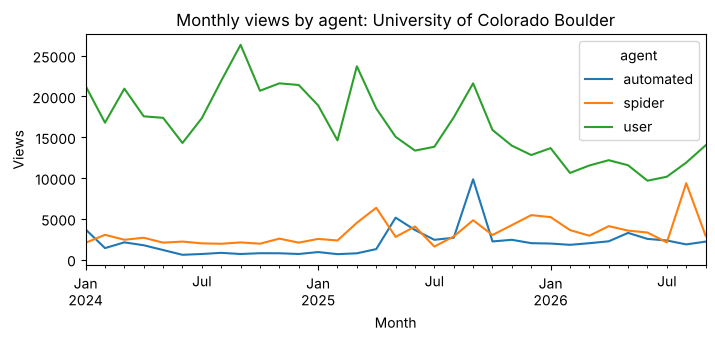 Monthly views by agent: University of Colorado Boulder
agent
automated
spider
user
Views
25000
20000
15000
10000
5000
0
Jan
2024
Jul
Jan
2025
Jul
Jan
2026
Jul
Month